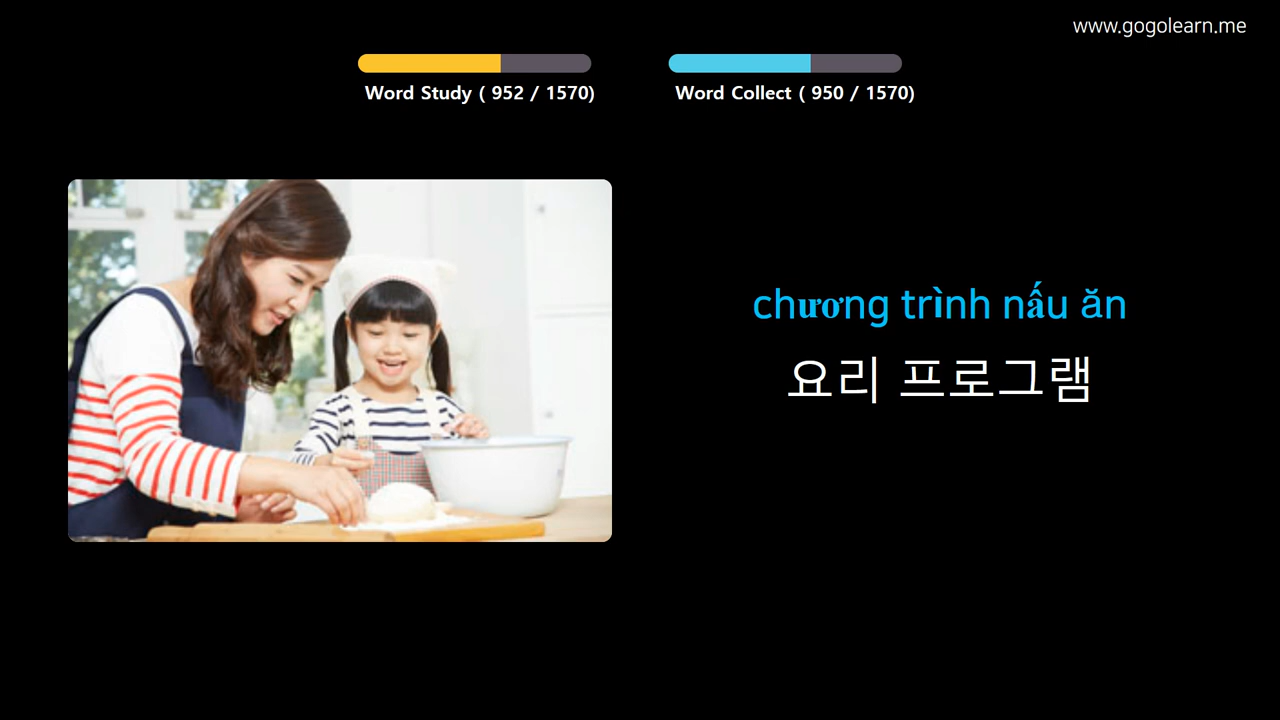 www.gogolearn.me
Word Study ( 952 / 1570)
Word Collect ( 950 / 1570)
chương trình nấu ăn
요리 프로그램